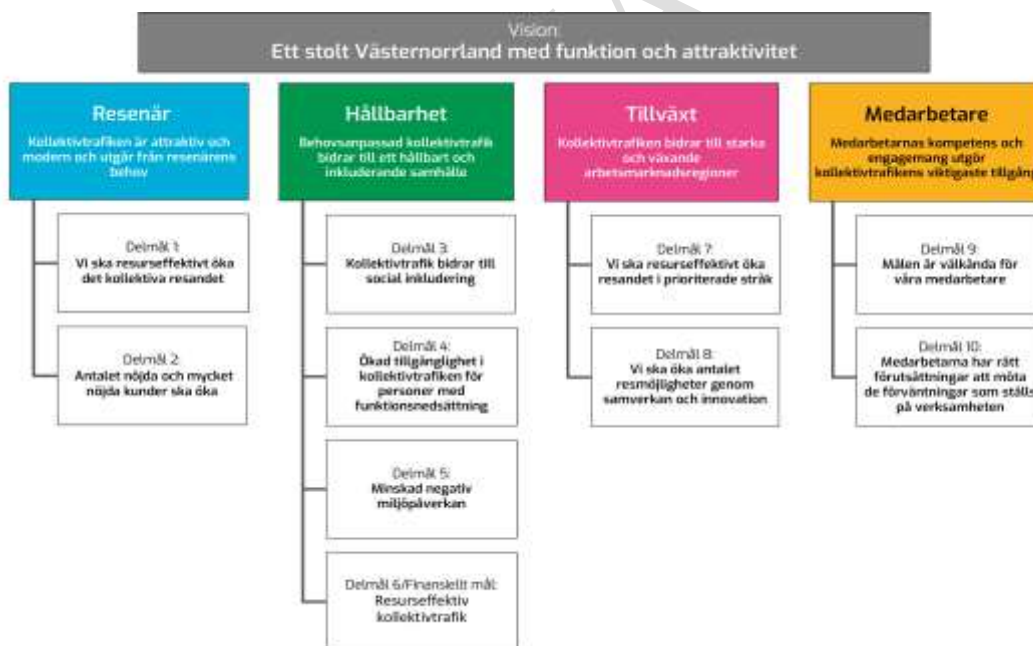 Vision:
Ett stolt Västernorrland med funktion och attraktivitet
Resenär
Kollektivtrafiken är attraktiv och
modern och utgår från resenärens
behov
Delmål 1:
Vi ska resurseffektivt öka
det kollektiva resandet
Delmål 2:
Antalet nöjda och mycket
nöjda kunder ska öka
Hållbarhet
Behovsanpassad kollektivtrafik
bidrar till ett hållbart och
inkluderande samhälle
Delmål 3:
Kollektivtrafik bidrar till
social inkludering
Delmål 4:
Ökad tillgänglighet i
kollektivtrafiken för
personer med
funktionsnedsättning
Delmål 5:
Minskad negativ
miljöpåverkan
Delmål 6/Finansiellt mål:
Resurseffektiv
kollektivtrafik
Tillväxt
Kollektivtrafiken bidrar till starka
och växande
arbetsmarknadsregioner
Delmål 7:
Vi ska resurseffektivt öka
resandet i prioriterade stråk
Delmål 8:
Vi ska öka antalet
resmöjligheter genom
samverkan och innovation
Medarbetare
Medarbetarnas kompetens och
engagemang utgör
kollektivtrafikens viktigaste tillgång
Delmål 9:
Målen är välkända för
våra medarbetare
Delmål 10:
Medarbetarna har rätt
förutsättningar att möta
de förväntningar som ställs
på verksamheten